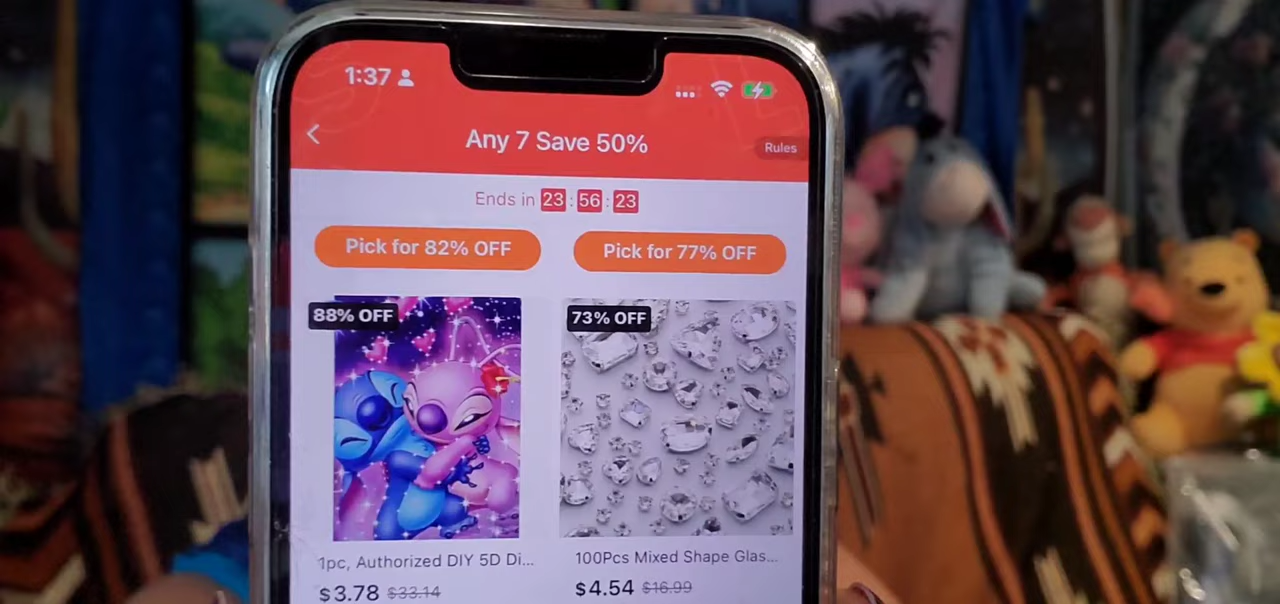 1:37
Any 7 Save 50%
Rules
Ends in 23 : 56 : 23
Pick for 82% OFF
Pick for 77% OFF
88% OFF
73% OFF
1pc, Authorized DIY 5D Di...
100Pcs Mixed Shape Glas...
$3.78 $33.14
$4.54 $16.99